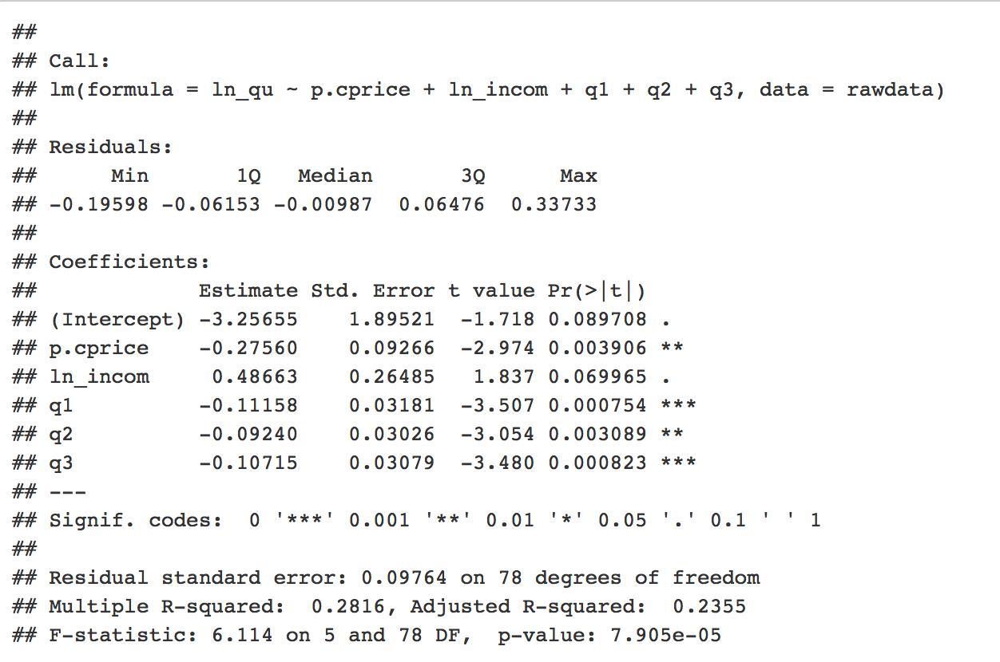 ##
## Call:
## lm(formula = ln_qu ~ p.cprice + ln_incom + q1 + q2 + q3, data = rawdata)
##
## Residuals:
##      Min       1Q   Median       3Q      Max
## -0.19598 -0.06153 -0.00987  0.06476  0.33733
##
## Coefficients:
##             Estimate Std. Error t value Pr(>|t|)
## (Intercept) -3.25655    1.89521  -1.718 0.089708 .
## p.cprice    -0.27560    0.09266  -2.974 0.003906 **
## ln_incom     0.48663    0.26485   1.837 0.069965 .
## q1          -0.11158    0.03181  -3.507 0.000754 ***
## q2          -0.09240    0.03026  -3.054 0.003089 **
## q3          -0.10715    0.03079  -3.480 0.000823 ***
## ---
## Signif. codes:  0 '***' 0.001 '**' 0.01 '*' 0.05 '.' 0.1 ' ' 1
##
## Residual standard error: 0.09764 on 78 degrees of freedom
## Multiple R-squared:  0.2816, Adjusted R-squared:  0.2355
## F-statistic: 6.114 on 5 and 78 DF,  p-value: 7.905e-05